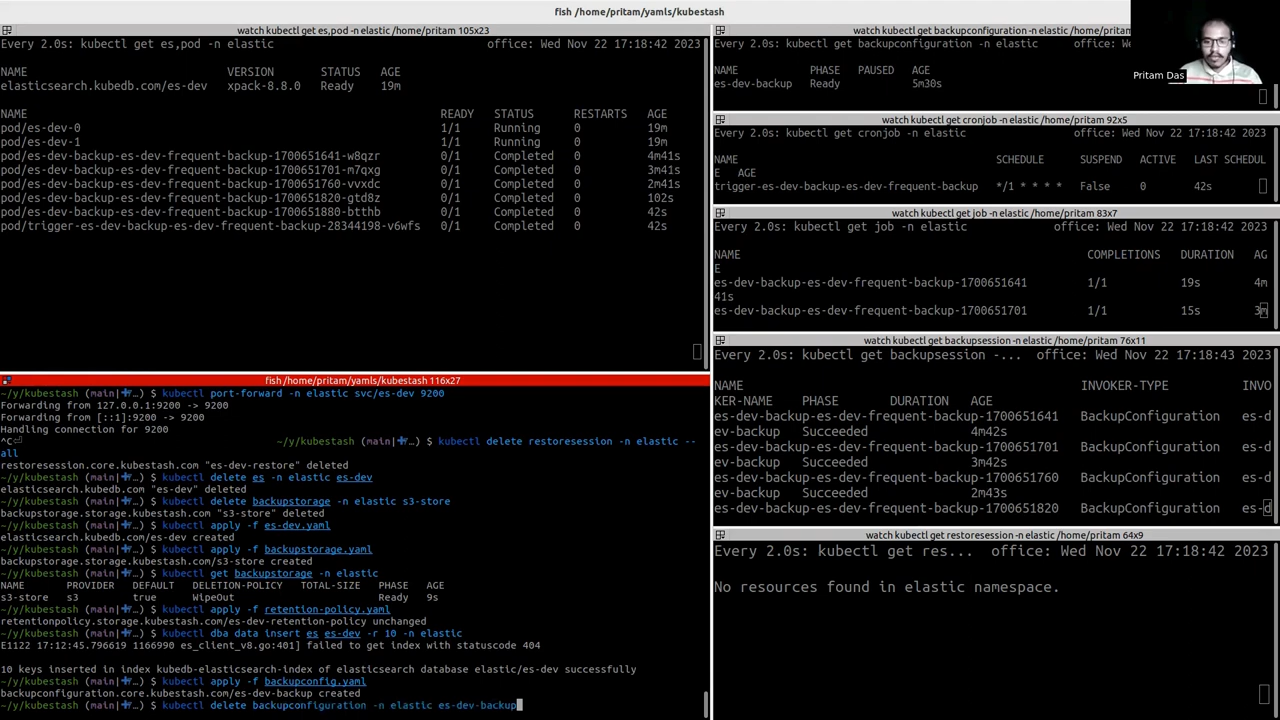 fish /home/pritam/yamls/kubestash
watch kubectl get es,pod -n elastic /home/pritam 105x23
Every 2.0s: kubectl get es,pod -n elastic office: Wed Nov 22 17:18:42 2023
NAME VERSION STATUS AGE
elasticsearch.kubedb.com/es-dev xpack-8.8.0 Ready 19m
NAME READY STATUS RESTARTS AGE
pod/es-dev-0 1/1 Running 0 19m
pod/es-dev-1 1/1 Running 0 19m
pod/es-dev-backup-es-dev-frequent-backup-1700651641-w8qzr 0/1 Completed 0 4m41s
pod/es-dev-backup-es-dev-frequent-backup-1700651701-m7qxg 0/1 Completed 0 3m41s
pod/es-dev-backup-es-dev-frequent-backup-1700651760-vvxdc 0/1 Completed 0 2m41s
pod/es-dev-backup-es-dev-frequent-backup-1700651820-gtd8z 0/1 Completed 0 102s
pod/es-dev-backup-es-dev-frequent-backup-1700651880-btthb 0/1 Completed 0 42s
pod/trigger-es-dev-backup-es-dev-frequent-backup-28344198-v6wfs 0/1 Completed 0 42s
fish /home/pritam/yamls/kubestash 116x27
~/y/kubestash (main|✚…) $ kubectl port-forward -n elastic svc/es-dev 9200
Forwarding from 127.0.0.1:9200 -> 9200
Forwarding from [::1]:9200 -> 9200
Handling connection for 9200
^C⏎ ~/y/kubestash (main|✚…) $ kubectl delete restoresession -n elastic --
all
restoresession.core.kubestash.com "es-dev-restore" deleted
~/y/kubestash (main|✚…) $ kubectl delete es -n elastic es-dev
elasticsearch.kubedb.com "es-dev" deleted
~/y/kubestash (main|✚…) $ kubectl delete backupstorage -n elastic s3-store
backupstorage.storage.kubestash.com "s3-store" deleted
~/y/kubestash (main|✚…) $ kubectl apply -f es-dev.yaml
elasticsearch.kubedb.com/es-dev created
~/y/kubestash (main|✚…) $ kubectl apply -f backupstorage.yaml
backupstorage.storage.kubestash.com/s3-store created
~/y/kubestash (main|✚…) $ kubectl get backupstorage -n elastic
NAME PROVIDER DEFAULT DELETION-POLICY TOTAL-SIZE PHASE AGE
s3-store s3 true WipeOut Ready 9s
~/y/kubestash (main|✚…) $ kubectl apply -f retention-policy.yaml
retentionpolicy.storage.kubestash.com/es-dev-retention-policy unchanged
~/y/kubestash (main|✚…) $ kubectl dba data insert es es-dev -r 10 -n elastic
E1122 17:12:45.796619 1166990 es_client_v8.go:401] failed to get index with statuscode 404
10 keys inserted in index kubedb-elasticsearch-index of elasticsearch database elastic/es-dev successfully
~/y/kubestash (main|✚…) $ kubectl apply -f backupconfig.yaml
backupconfiguration.core.kubestash.com/es-dev-backup created
~/y/kubestash (main|✚…) $ kubectl delete backupconfiguration -n elastic es-dev-backup
watch kubectl get backupconfiguration -n elastic /home/pritam
Every 2.0s: kubectl get backupconfiguration -n elastic
NAME PHASE PAUSED AGE
es-dev-backup Ready 5m30s
Pritam Das
watch kubectl get cronjob -n elastic /home/pritam 92x5
Every 2.0s: kubectl get cronjob -n elastic office: Wed Nov 22 17:18:42 2023
NAME SCHEDULE SUSPEND ACTIVE LAST SCHEDUL
E AGE
trigger-es-dev-backup-es-dev-frequent-backup */1 * * * * False 0 42s
watch kubectl get job -n elastic /home/pritam 83x7
Every 2.0s: kubectl get job -n elastic office: Wed Nov 22 17:18:42 2023
NAME COMPLETIONS DURATION AG
E
es-dev-backup-es-dev-frequent-backup-1700651641 1/1 19s 4m
41s
es-dev-backup-es-dev-frequent-backup-1700651701 1/1 15s 3m
watch kubectl get backupsession -n elastic /home/pritam 76x11
Every 2.0s: kubectl get backupsession -... office: Wed Nov 22 17:18:43 2023
NAME INVOKER-TYPE INVO
KER-NAME PHASE DURATION AGE
es-dev-backup-es-dev-frequent-backup-1700651641 BackupConfiguration es-d
ev-backup Succeeded 4m42s
es-dev-backup-es-dev-frequent-backup-1700651701 BackupConfiguration es-d
ev-backup Succeeded 3m42s
es-dev-backup-es-dev-frequent-backup-1700651760 BackupConfiguration es-d
ev-backup Succeeded 2m43s
es-dev-backup-es-dev-frequent-backup-1700651820 BackupConfiguration es-d
watch kubectl get restoresession -n elastic /home/pritam 64x9
Every 2.0s: kubectl get res... office: Wed Nov 22 17:18:42 2023
No resources found in elastic namespace.